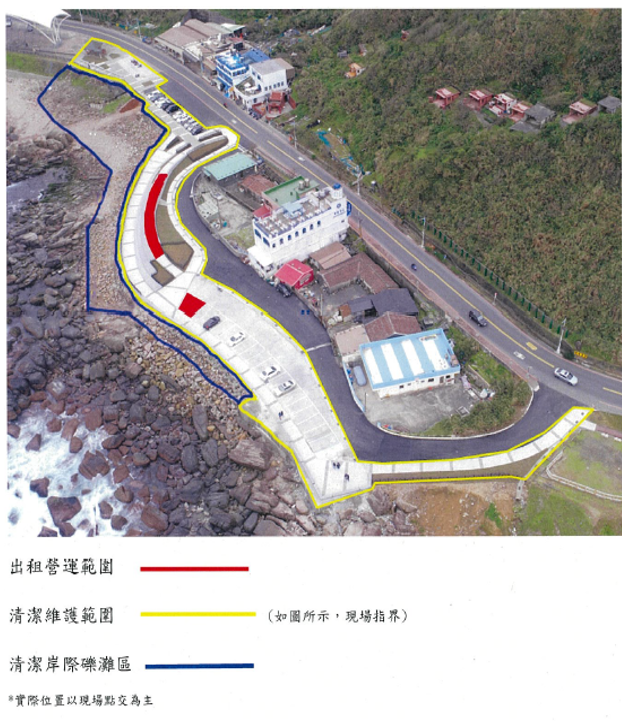 出租營運範圍
清潔維護範圍 (如圖所示,現場指界)
清潔岸際礫灘區
*實際位置以現場點交為主